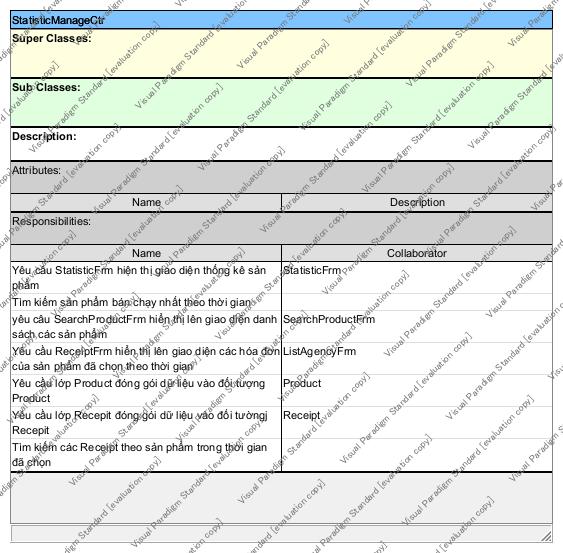 StatisticManageCtr
Super Classes:
Sub Classes:
Description:
Attributes:
Name Description
Responsibilities:
Name Collaborator
Yêu cầu StatisticFrm hiện thị giao diện thống kê sản StatisticFrm
phẩm
Tìm kiếm sản phẩm bán chạy nhất theo thời gian
yêu cầu SearchProductFrm hiển thị lên giao diện danh SearchProductFrm
sách các sản phẩm
Yếu cầu ReceiptFrm hiển thị lên giao diện các hóa đơn ListAgencyFrm
của sản phẩm đã chọn theo thời gian
Yêu cầu lớp Product đóng gói dữ liệu vào đối tượng Product
Product
Yêu cầu lớp Recepit đóng gói dữ liệu vào đối tươờngj Receipt
Recepit
Tìm kiếm các Receipt theo sản phẩm trong thời gian
đã chọn
Visual Paradigm Standard [evaluation copy]